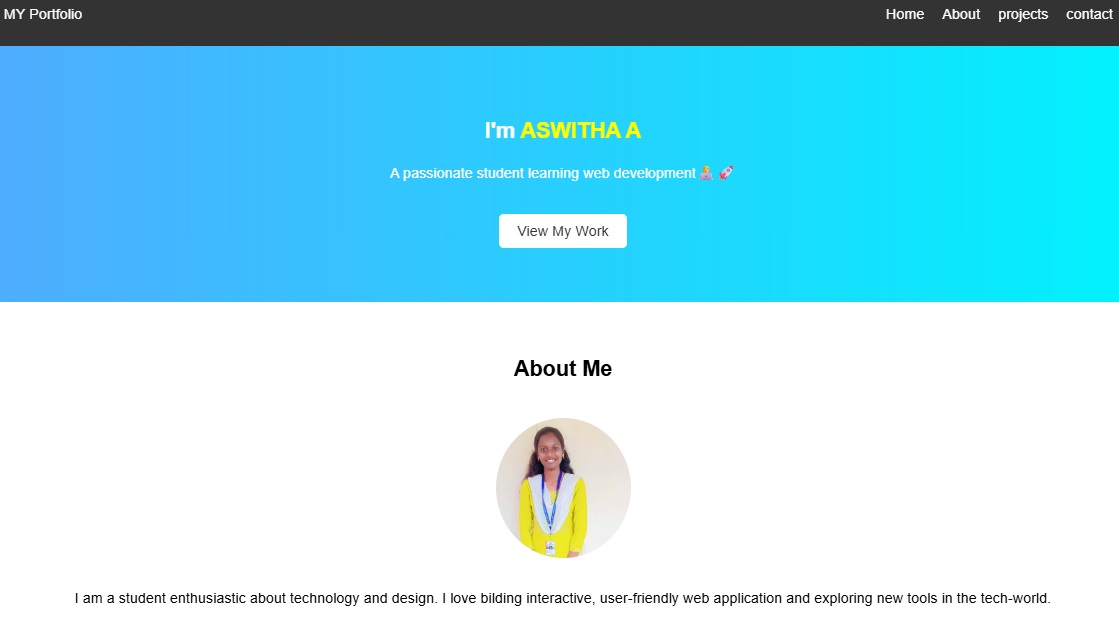 MY Portfolio Home About projects contact
I'm ASWITHA A
A passionate student learning web development
View My Work
About Me
I am a student enthusiastic about technology and design. I love bilding interactive, user-friendly web application and exploring new tools in the tech-world.